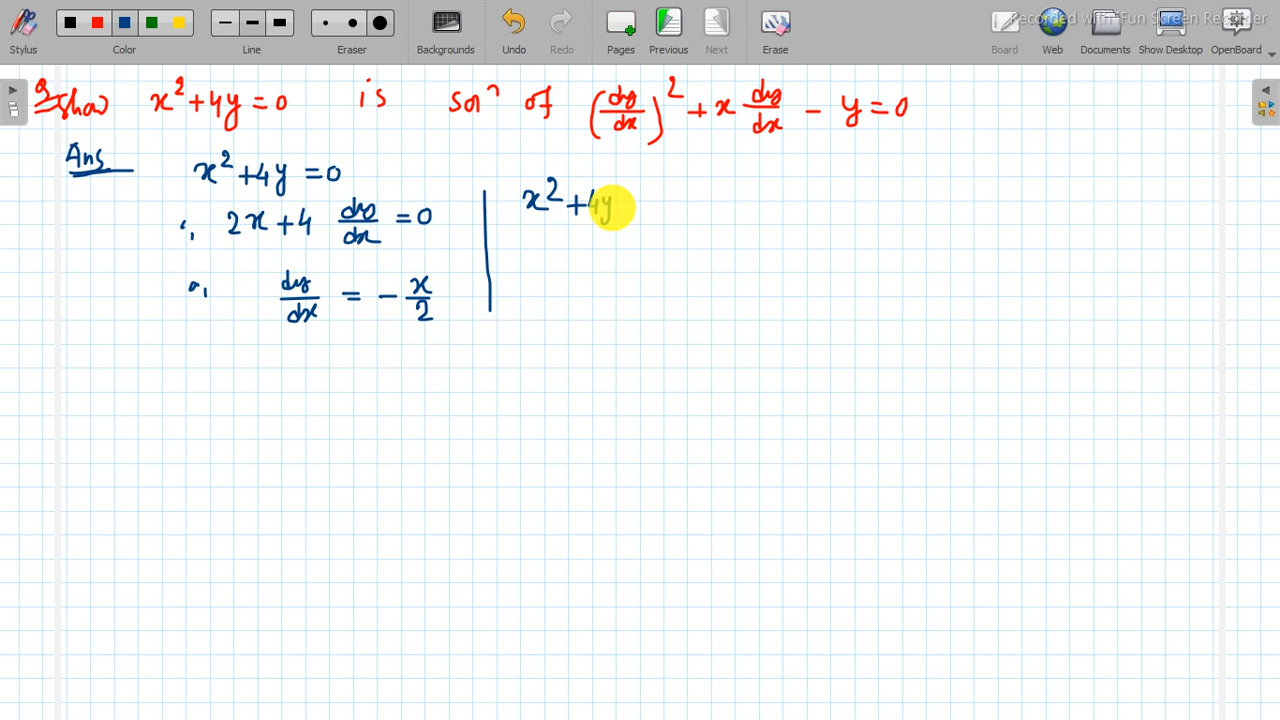 Recorded with iFun Screen Recorder
Stylus Color Line Eraser Backgrounds Undo Redo Pages Previous Next Erase Board Web Documents Show Desktop OpenBoard
Q Show x² + 4y = 0 is solⁿ of (dy/dx)² + x dy/dx - y = 0
Ans x² + 4y = 0
∴ 2x + 4 dy/dx = 0
∴ dy/dx = - x/2
x² + 4y